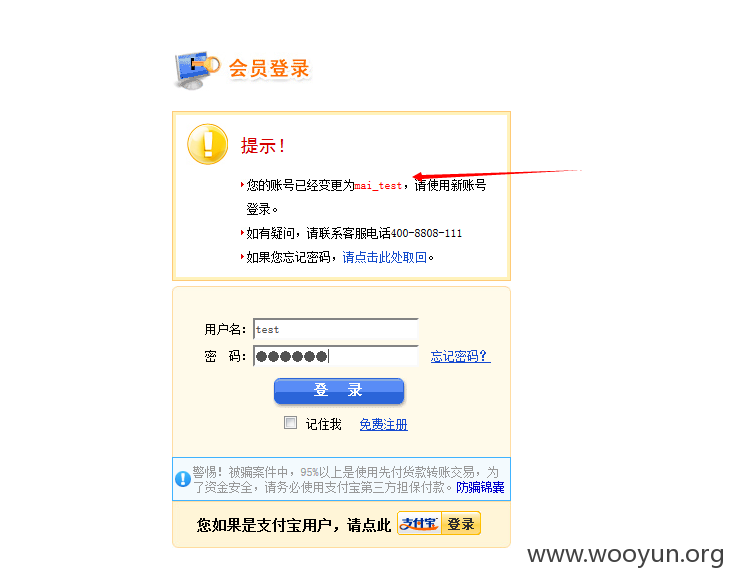 会员登录
提示！
您的账号已经变更为mai_test，请使用新账号
登录。
如有疑问，请联系客服电话400-8808-111
如果您忘记密码，请点击此处取回。
用户名：test
密　码：●●●●●● 忘记密码？
登　录
记住我 免费注册
警惕！被骗案件中，95%以上是使用先付货款转账交易，为
了资金安全，请务必使用支付宝第三方担保付款。防骗锦囊
您如果是支付宝用户，请点此 支付宝 登录
www.wooyun.org